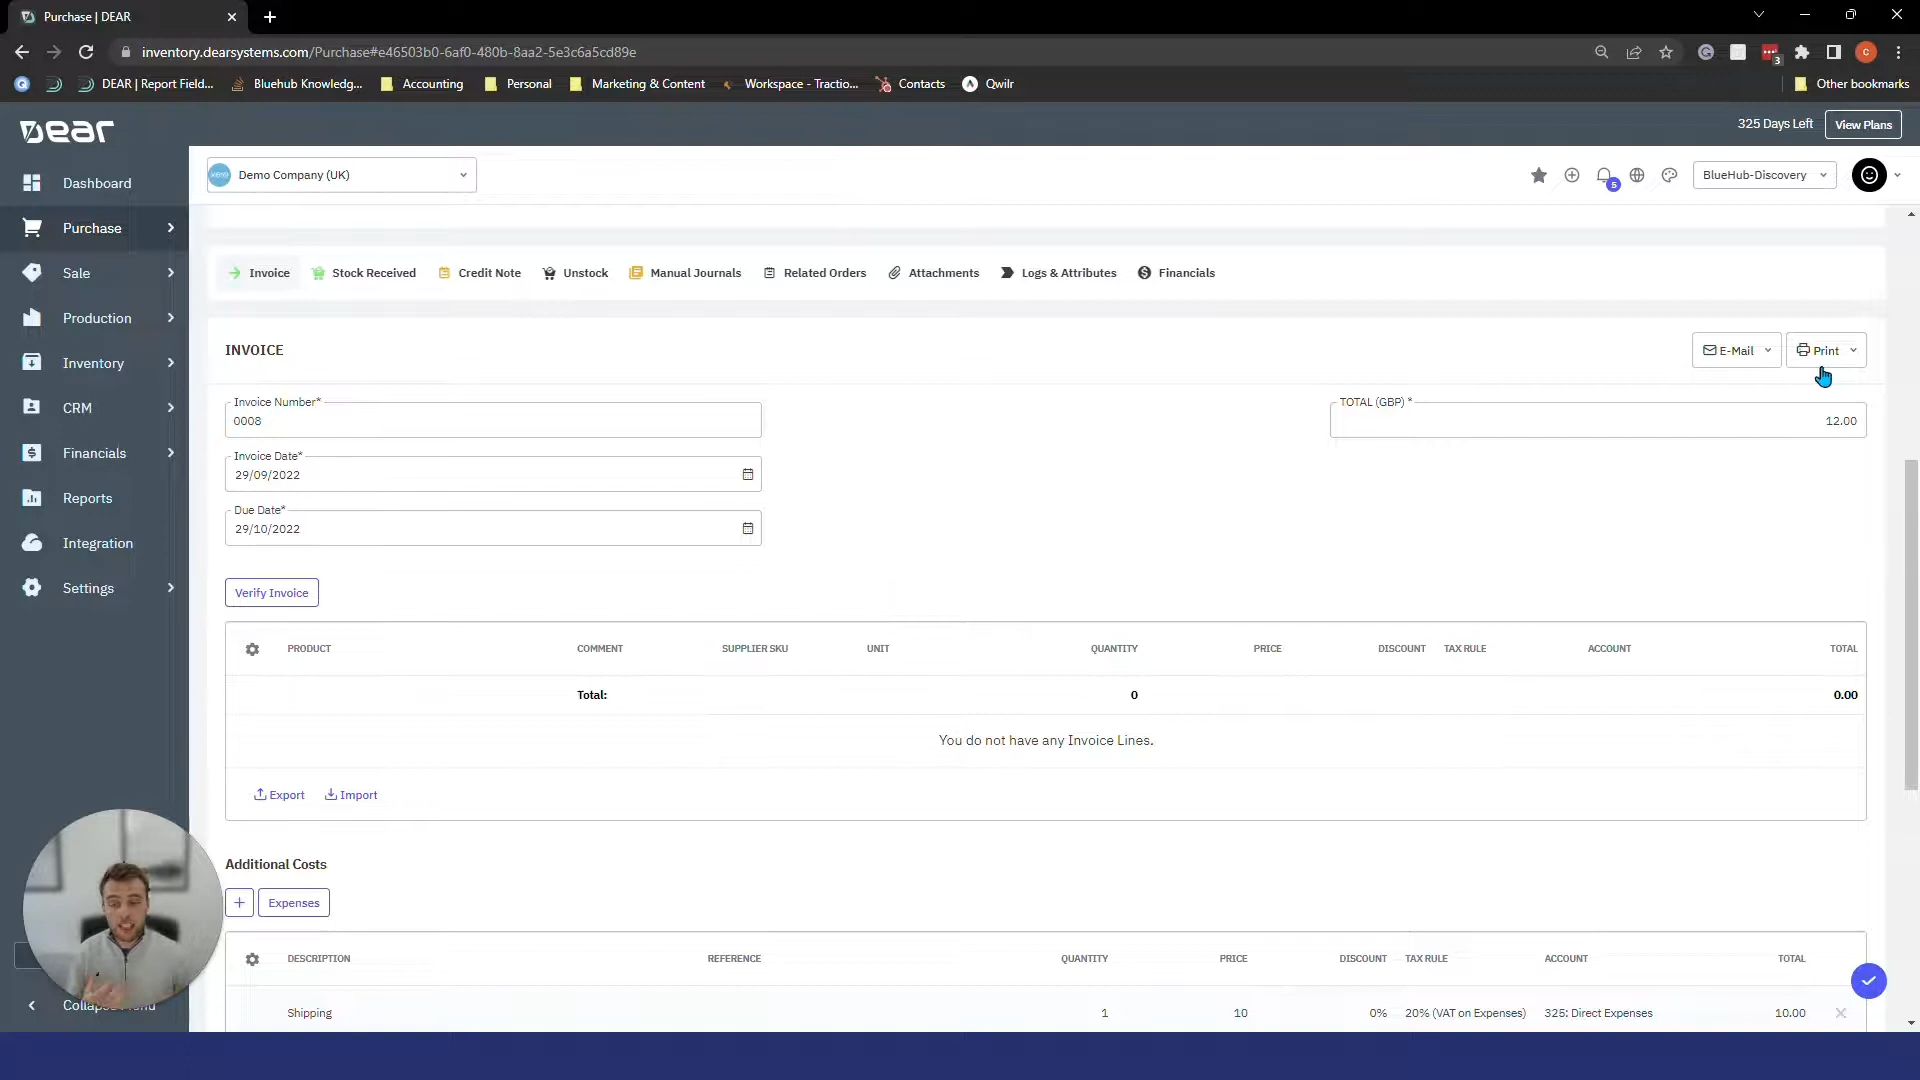 Purchase | DEAR
inventory.dearsystems.com/Purchase#e46503b0-6af0-480b-8aa2-5e3c6a5cd89e
3
C
DEAR | Report Field...
Bluehub Knowledg...
Accounting
Personal
Marketing & Content
Workspace - Tractio...
Contacts
Qwilr
Other bookmarks
Dear
325 Days Left
View Plans
Demo Company (UK)
5
BlueHub-Discovery
Dashboard
Purchase
Sale
Production
Inventory
CRM
Financials
Reports
Integration
Settings
Invoice
Stock Received
Credit Note
Unstock
Manual Journals
Related Orders
Attachments
Logs & Attributes
Financials
INVOICE
E-Mail
Print
Invoice Number*
0008
TOTAL (GBP) *
12.00
Invoice Date*
29/09/2022
Due Date*
29/10/2022
Verify Invoice
PRODUCT COMMENT SUPPLIER SKU UNIT QUANTITY PRICE DISCOUNT TAX RULE ACCOUNT TOTAL
Total: 0 0.00
You do not have any Invoice Lines.
Export Import
Additional Costs
+ Expenses
DESCRIPTION REFERENCE QUANTITY PRICE DISCOUNT TAX RULE ACCOUNT TOTAL
Shipping 1 10 0% 20% (VAT on Expenses) 325: Direct Expenses 10.00